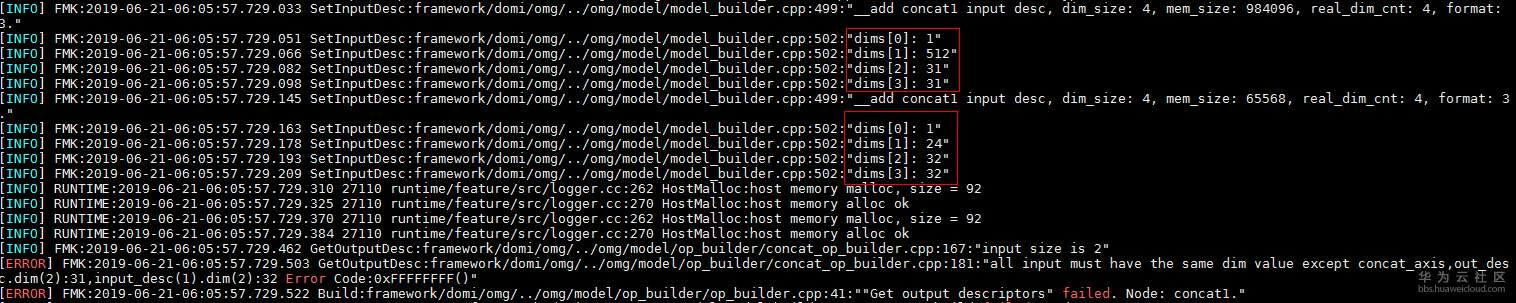 [INFO] FMK:2019-06-21-06:05:57.729.033 SetInputDesc:framework/domi/omg/../omg/model/model_builder.cpp:499:"__add concat1 input desc, dim_size: 4, mem_size: 984096, real_dim_cnt: 4, format:
3."
[INFO] FMK:2019-06-21-06:05:57.729.051 SetInputDesc:framework/domi/omg/../omg/model/model_builder.cpp:502:"dims[0]: 1"
[INFO] FMK:2019-06-21-06:05:57.729.066 SetInputDesc:framework/domi/omg/../omg/model/model_builder.cpp:502:"dims[1]: 512"
[INFO] FMK:2019-06-21-06:05:57.729.082 SetInputDesc:framework/domi/omg/../omg/model/model_builder.cpp:502:"dims[2]: 31"
[INFO] FMK:2019-06-21-06:05:57.729.098 SetInputDesc:framework/domi/omg/../omg/model/model_builder.cpp:502:"dims[3]: 31"
[INFO] FMK:2019-06-21-06:05:57.729.145 SetInputDesc:framework/domi/omg/../omg/model/model_builder.cpp:499:"__add concat1 input desc, dim_size: 4, mem_size: 65568, real_dim_cnt: 4, format: 3
."
[INFO] FMK:2019-06-21-06:05:57.729.163 SetInputDesc:framework/domi/omg/../omg/model/model_builder.cpp:502:"dims[0]: 1"
[INFO] FMK:2019-06-21-06:05:57.729.178 SetInputDesc:framework/domi/omg/../omg/model/model_builder.cpp:502:"dims[1]: 24"
[INFO] FMK:2019-06-21-06:05:57.729.193 SetInputDesc:framework/domi/omg/../omg/model/model_builder.cpp:502:"dims[2]: 32"
[INFO] FMK:2019-06-21-06:05:57.729.209 SetInputDesc:framework/domi/omg/../omg/model/model_builder.cpp:502:"dims[3]: 32"
[INFO] RUNTIME:2019-06-21-06:05:57.729.310 27110 runtime/feature/src/logger.cc:262 HostMalloc:host memory malloc, size = 92
[INFO] RUNTIME:2019-06-21-06:05:57.729.325 27110 runtime/feature/src/logger.cc:270 HostMalloc:host memory alloc ok
[INFO] RUNTIME:2019-06-21-06:05:57.729.370 27110 runtime/feature/src/logger.cc:262 HostMalloc:host memory malloc, size = 92
[INFO] RUNTIME:2019-06-21-06:05:57.729.384 27110 runtime/feature/src/logger.cc:270 HostMalloc:host memory alloc ok
[INFO] FMK:2019-06-21-06:05:57.729.462 GetOutputDesc:framework/domi/omg/../omg/model/op_builder/concat_op_builder.cpp:167:"input size is 2"
[ERROR] FMK:2019-06-21-06:05:57.729.503 GetOutputDesc:framework/domi/omg/../omg/model/op_builder/concat_op_builder.cpp:181:"all input must have the same dim value except concat_axis,out_des
c.dim(2):31,input_desc(1).dim(2):32 Error Code:0xFFFFFFFF()"
[ERROR] FMK:2019-06-21-06:05:57.729.522 Build:framework/domi/omg/../omg/model/op_builder/op_builder.cpp:41:""Get output descriptors" failed. Node: concat1."
华为云社区
bbs.huaweicloud.com